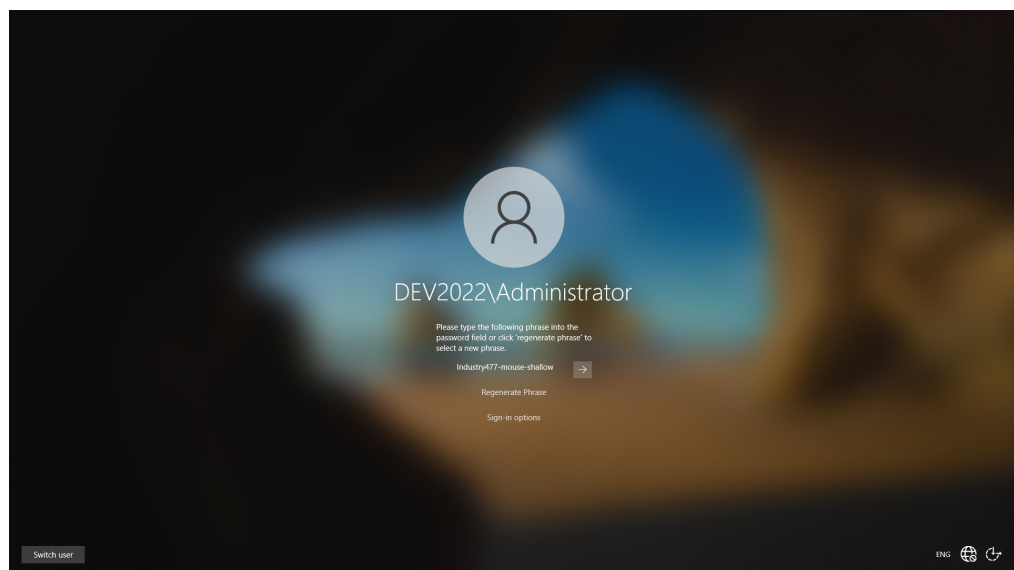 DEV2022\Administrator
Please type the following phrase into the
password field or click 'regenerate phrase' to
select a new phrase.
Industry477-mouse-shallow
Regenerate Phrase
Sign-in options
Switch user
ENG